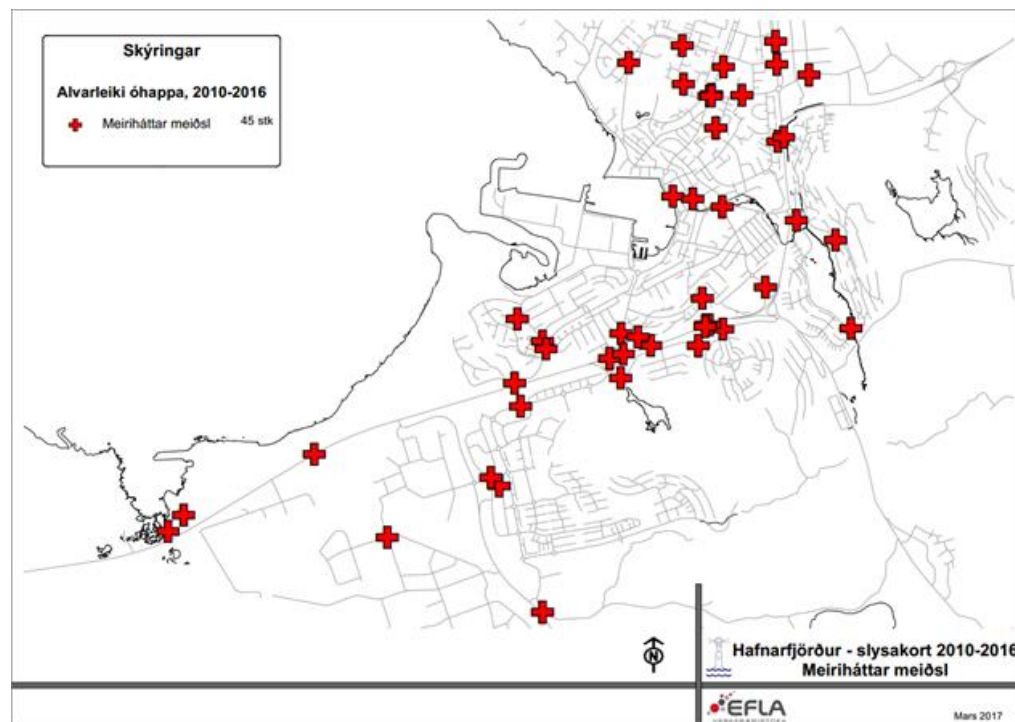 Skýringar
Alvarleiki óhappa, 2010-2016
Meiriháttar meiðsl 45 stk
N
Hafnarfjörður - slysakort 2010-2016
Meiriháttar meiðsl
EFLA
Mars 2017